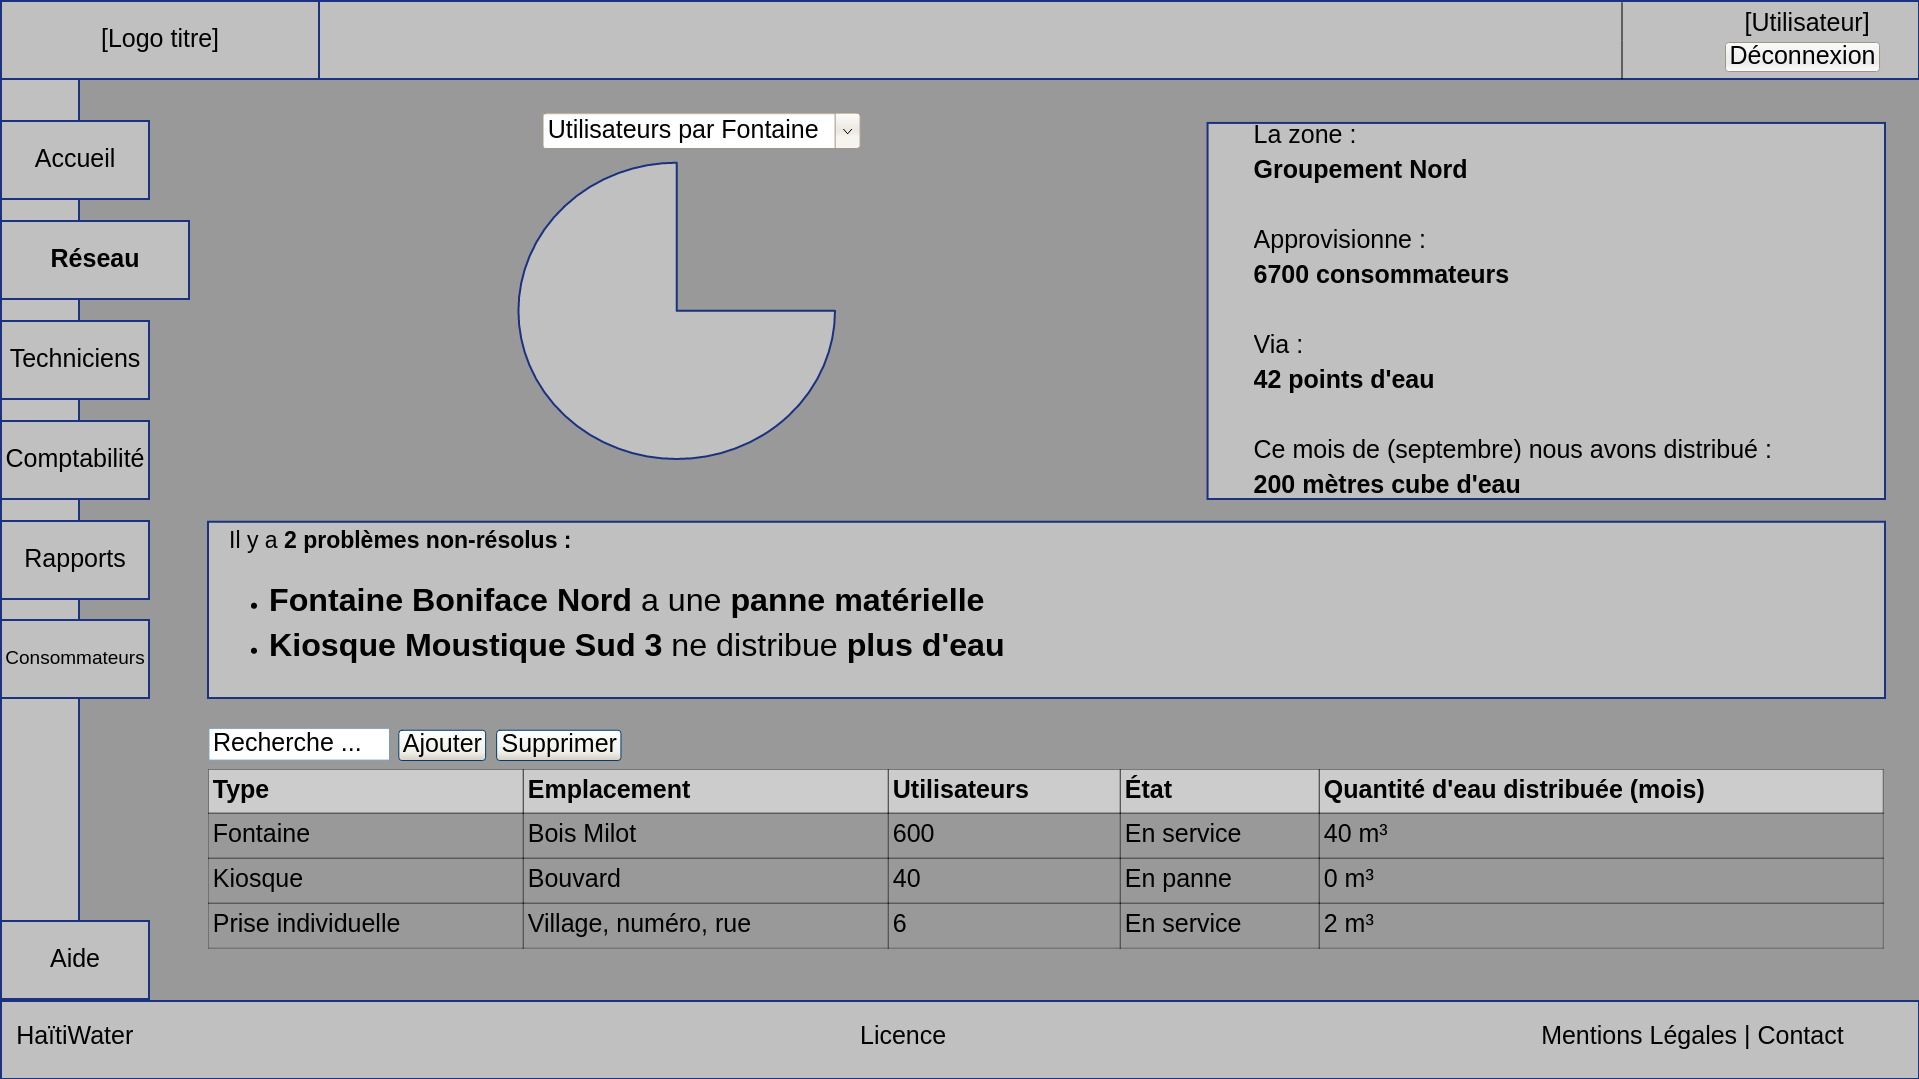 [Logo titre]
[Utilisateur]
Déconnexion
Accueil
Réseau
Techniciens
Comptabilité
Rapports
Consommateurs
Aide
Utilisateurs par Fontaine
La zone :
Groupement Nord
Approvisionne :
6700 consommateurs
Via :
42 points d'eau
Ce mois de (septembre) nous avons distribué :
200 mètres cube d'eau
Il y a 2 problèmes non-résolus :
• Fontaine Boniface Nord a une panne matérielle
• Kiosque Moustique Sud 3 ne distribue plus d'eau
Recherche ... Ajouter Supprimer
Type Emplacement Utilisateurs État Quantité d'eau distribuée (mois)
Fontaine Bois Milot 600 En service 40 m³
Kiosque Bouvard 40 En panne 0 m³
Prise individuelle Village, numéro, rue 6 En service 2 m³
HaïtiWater Licence Mentions Légales | Contact